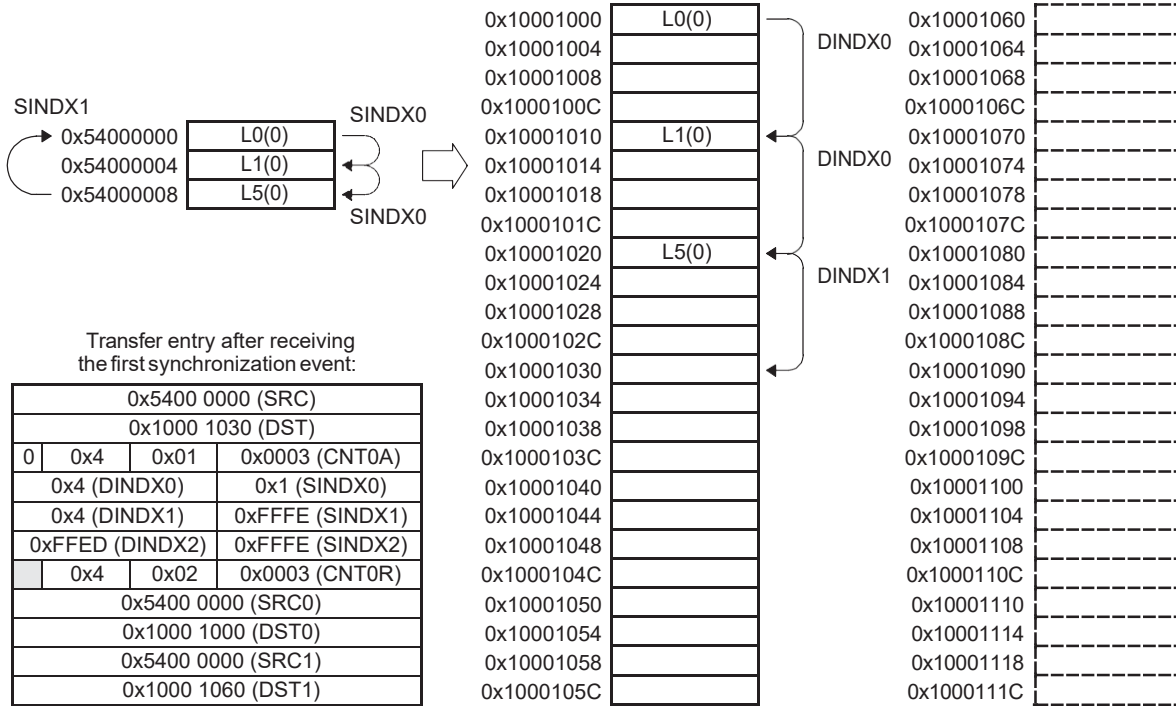 SINDX1
SINDX0
0x54000000 L0(0)
0x54000004 L1(0)
0x54000008 L5(0)
SINDX0
Transfer entry after receiving
the first synchronization event:
0x5400 0000 (SRC)
0x1000 1030 (DST)
0 0x4 0x01 0x0003 (CNT0A)
0x4 (DINDX0) 0x1 (SINDX0)
0x4 (DINDX1) 0xFFFE (SINDX1)
0xFFED (DINDX2) 0xFFFE (SINDX2)
0x4 0x02 0x0003 (CNT0R)
0x5400 0000 (SRC0)
0x1000 1000 (DST0)
0x5400 0000 (SRC1)
0x1000 1060 (DST1)
0x10001000 L0(0)
0x10001004
0x10001008
0x1000100C
0x10001010 L1(0)
0x10001014
0x10001018
0x1000101C
0x10001020 L5(0)
0x10001024
0x10001028
0x1000102C
0x10001030
0x10001034
0x10001038
0x1000103C
0x10001040
0x10001044
0x10001048
0x1000104C
0x10001050
0x10001054
0x10001058
0x1000105C
DINDX0
DINDX0
DINDX1
0x10001060
0x10001064
0x10001068
0x1000106C
0x10001070
0x10001074
0x10001078
0x1000107C
0x10001080
0x10001084
0x10001088
0x1000108C
0x10001090
0x10001094
0x10001098
0x1000109C
0x10001100
0x10001104
0x10001108
0x1000110C
0x10001110
0x10001114
0x10001118
0x1000111C